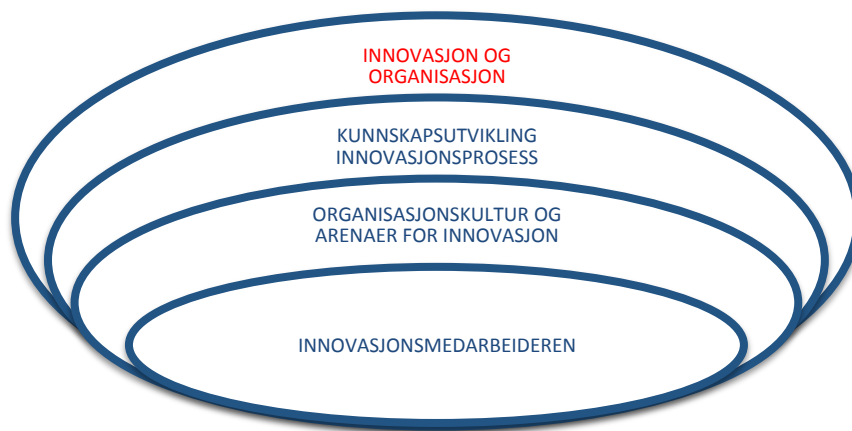 INNOVASJON OG
ORGANISASJON
KUNNSKAPSUTVIKLING
INNOVASJONSPROSESS
ORGANISASJONSKULTUR OG
ARENAER FOR INNOVASJON
INNOVASJONSMEDARBEIDEREN